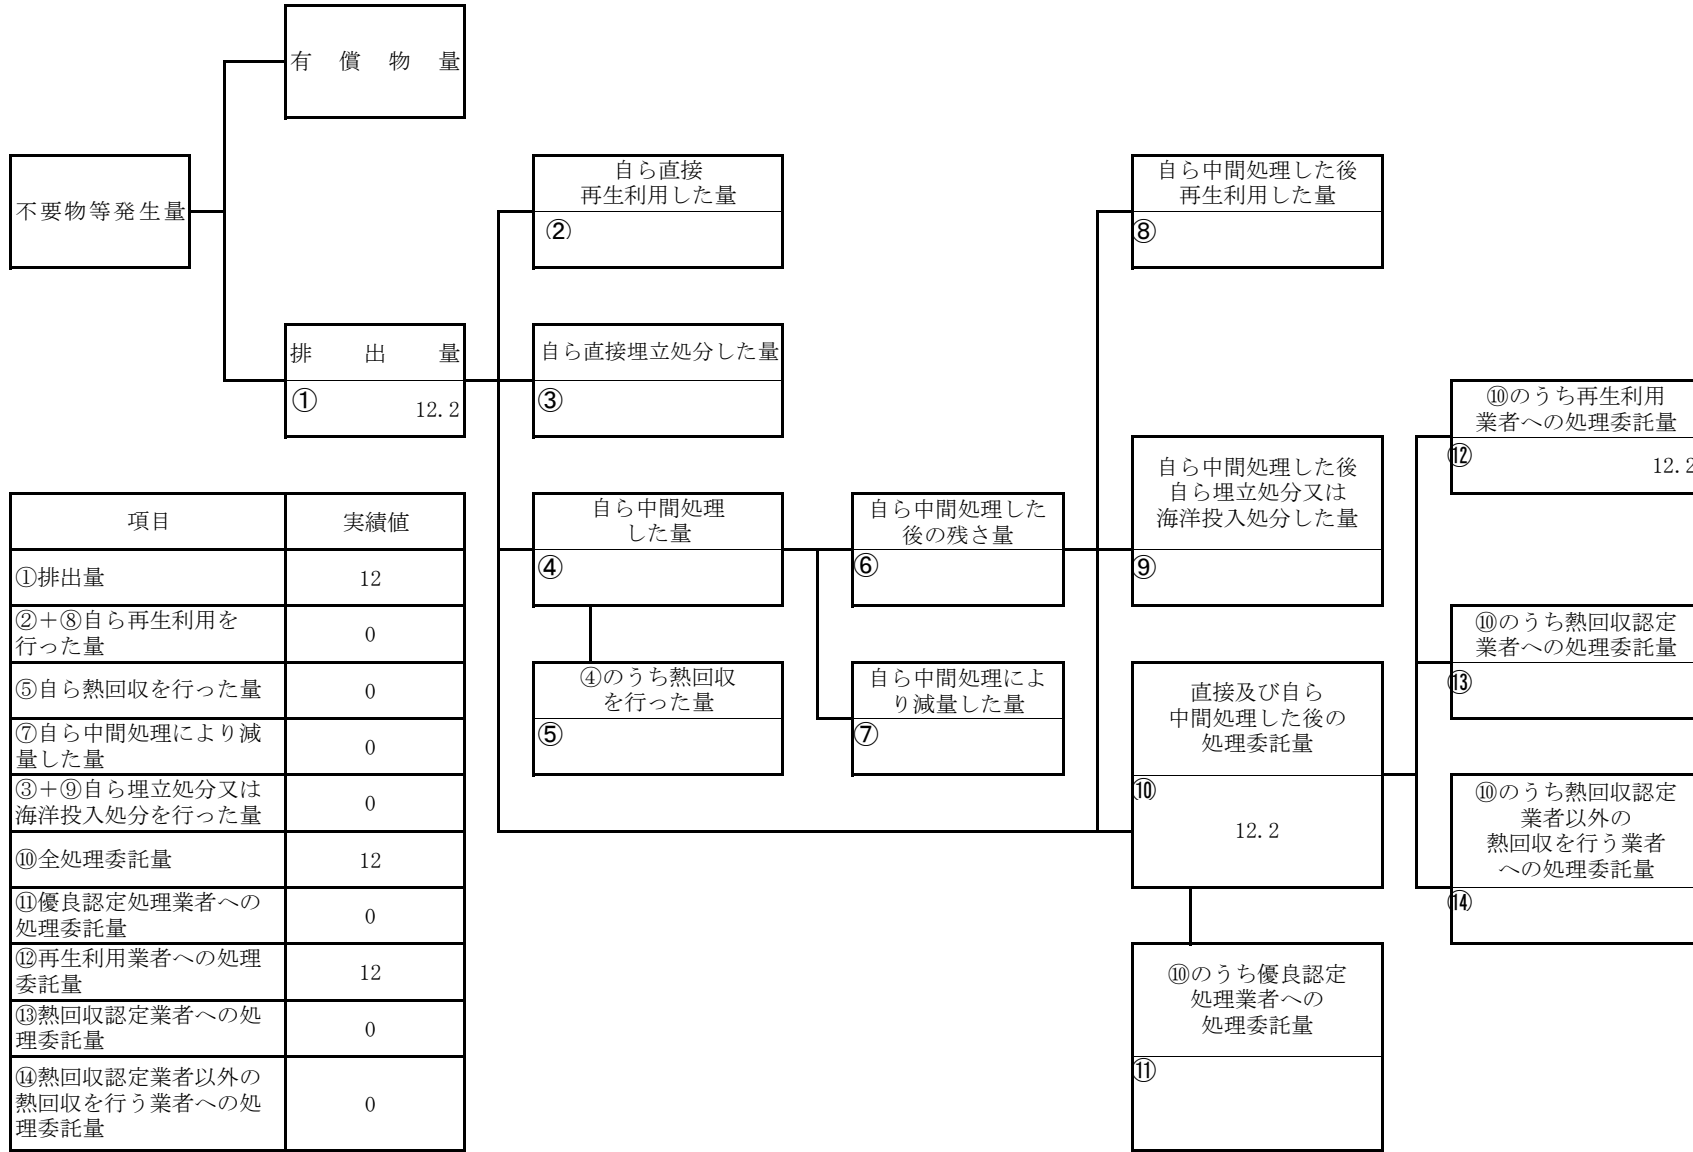 有償物量
不要物等発生量
自ら直接
再生利用した量
②
自ら中間処理した後
再生利用した量
⑧
排出量
①
12.2
自ら直接埋立処分した量
③
⑩のうち再生利用
業者への処理委託量
⑫
12.2
自ら中間処理した後
自ら埋立処分又は
海洋投入処分した量
⑨
自ら中間処理
した量
④
自ら中間処理した
後の残さ量
⑥
⑩のうち熱回収認定
業者への処理委託量
⑬
④のうち熱回収
を行った量
⑤
自ら中間処理によ
り減量した量
⑦
直接及び自ら
中間処理した後の
処理委託量
⑩
12.2
⑩のうち熱回収認定
業者以外の
熱回収を行う業者
への処理委託量
⑭
⑩のうち優良認定
処理業者への
処理委託量
⑪
項目 実績値
①排出量 12
②+⑧自ら再生利用を
行った量 0
⑤自ら熱回収を行った量 0
⑦自ら中間処理により減
量した量 0
③+⑨自ら埋立処分又は
海洋投入処分を行った量 0
⑩全処理委託量 12
⑪優良認定処理業者への
処理委託量 0
⑫再生利用業者への処理
委託量 12
⑬熱回収認定業者への処
理委託量 0
⑭熱回収認定業者以外の
熱回収を行う業者への処 0
理委託量